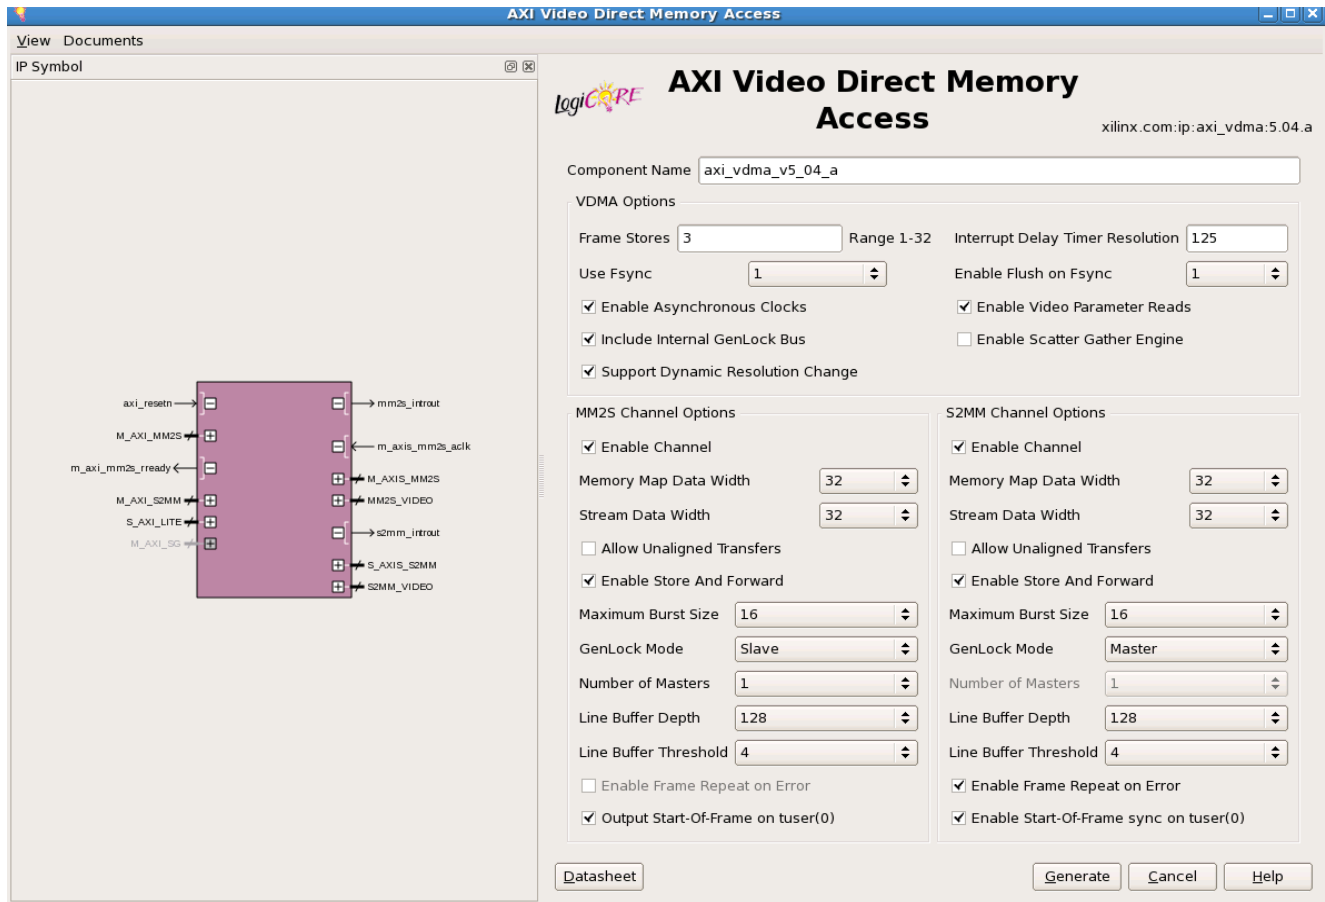 AXI Video Direct Memory Access
View Documents
IP Symbol
axi_resetn
mm2s_introut
M_AXI_MM2S
m_axis_mm2s_aclk
m_axi_mm2s_rready
M_AXIS_MM2S
M_AXI_S2MM
MM2S_VIDEO
S_AXI_LITE
s2mm_introut
M_AXI_SG
S_AXIS_S2MM
S2MM_VIDEO
logiCORE
AXI Video Direct Memory
Access
xilinx.com:ip:axi_vdma:5.04.a
Component Name axi_vdma_v5_04_a
VDMA Options
Frame Stores 3 Range 1-32 Interrupt Delay Timer Resolution 125
Use Fsync 1 Enable Flush on Fsync 1
Enable Asynchronous Clocks Enable Video Parameter Reads
Include Internal GenLock Bus Enable Scatter Gather Engine
Support Dynamic Resolution Change
MM2S Channel Options
Enable Channel
Memory Map Data Width 32
Stream Data Width 32
Allow Unaligned Transfers
Enable Store And Forward
Maximum Burst Size 16
GenLock Mode Slave
Number of Masters 1
Line Buffer Depth 128
Line Buffer Threshold 4
Enable Frame Repeat on Error
Output Start-Of-Frame on tuser(0)
S2MM Channel Options
Enable Channel
Memory Map Data Width 32
Stream Data Width 32
Allow Unaligned Transfers
Enable Store And Forward
Maximum Burst Size 16
GenLock Mode Master
Number of Masters 1
Line Buffer Depth 128
Line Buffer Threshold 4
Enable Frame Repeat on Error
Enable Start-Of-Frame sync on tuser(0)
Datasheet Generate Cancel Help